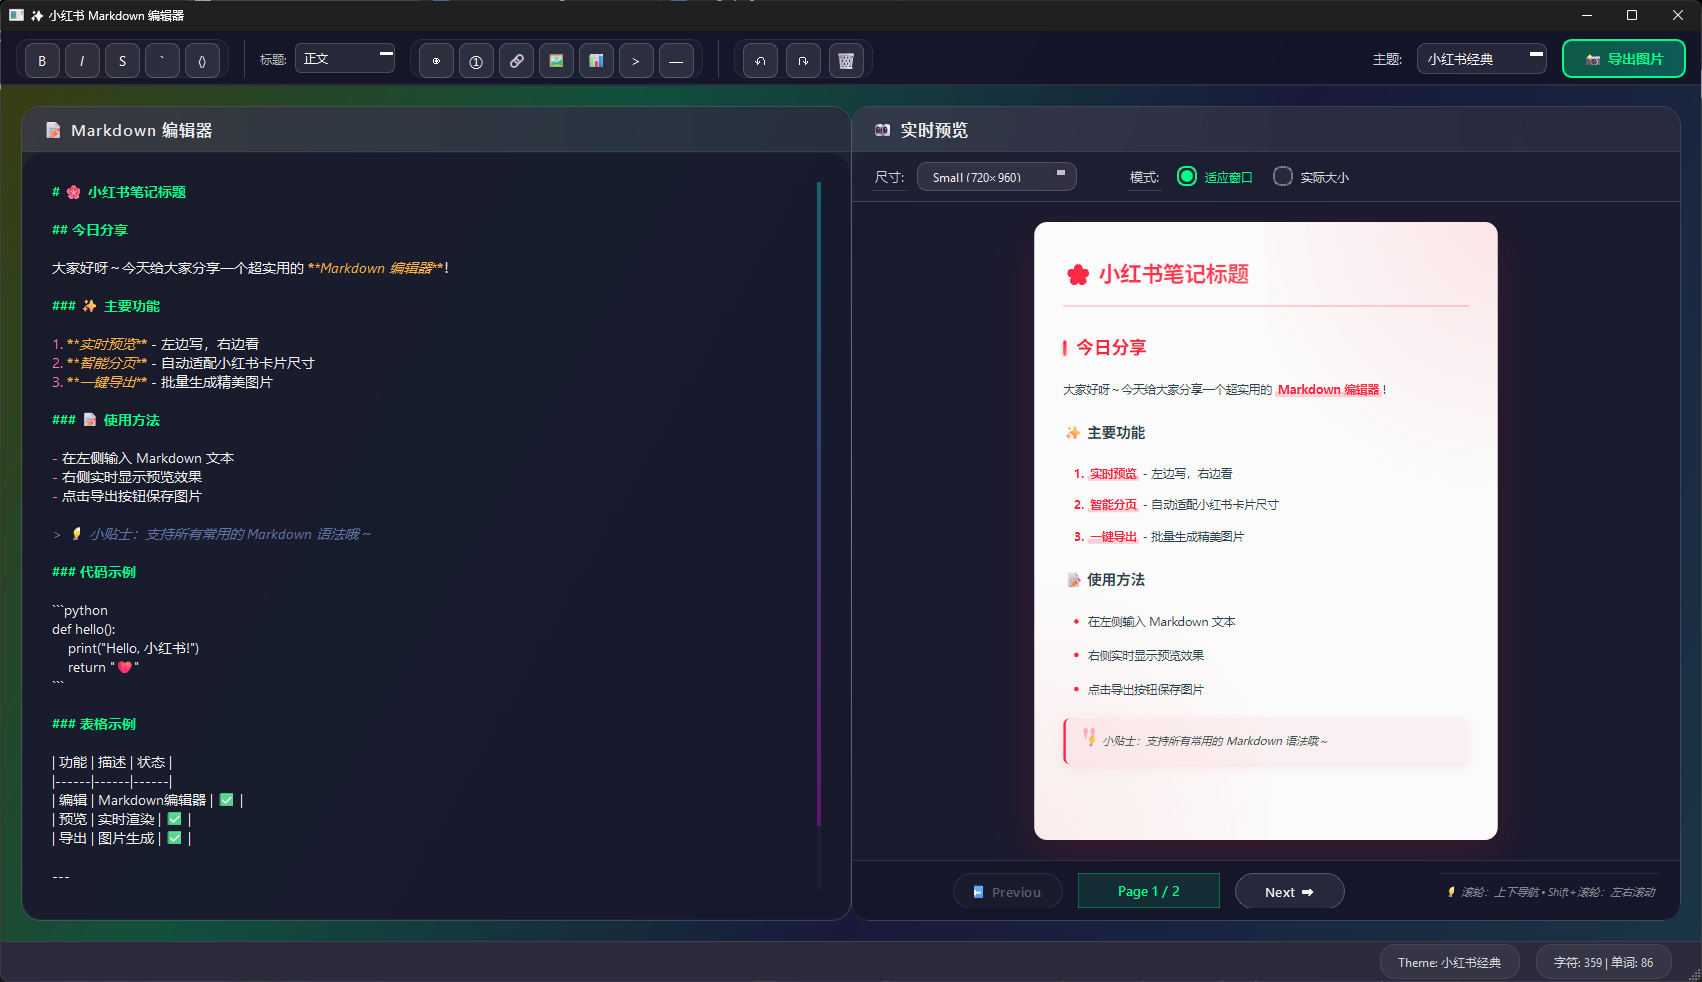 ✨ 小红书 Markdown 编辑器
B I S ` ⟨⟩ 标题: 正文 ① > — 主题: 小红书经典 导出图片
Markdown 编辑器
# 🌸 小红书笔记标题
## 今日分享
大家好呀~今天给大家分享一个超实用的 **Markdown 编辑器**!
### ✨ 主要功能
1. **实时预览** - 左边写，右边看
2. **智能分页** - 自动适配小红书卡片尺寸
3. **一键导出** - 批量生成精美图片
### 📝 使用方法
- 在左侧输入 Markdown 文本
- 右侧实时显示预览效果
- 点击导出按钮保存图片
> 💡 小贴士：支持所有常用的 Markdown 语法哦~
### 代码示例
```python
def hello():
    print("Hello, 小红书!")
    return "❤️"
```
### 表格示例
| 功能 | 描述 | 状态 |
|------|------|------|
| 编辑 | Markdown编辑器 | ✅ |
| 预览 | 实时渲染 | ✅ |
| 导出 | 图片生成 | ✅ |
---
实时预览
尺寸: Small (720×960) 模式: 适应窗口 实际大小
🌸 小红书笔记标题
今日分享
大家好呀~今天给大家分享一个超实用的 Markdown 编辑器!
✨ 主要功能
1. 实时预览 - 左边写，右边看
2. 智能分页 - 自动适配小红书卡片尺寸
3. 一键导出 - 批量生成精美图片
📝 使用方法
• 在左侧输入 Markdown 文本
• 右侧实时显示预览效果
• 点击导出按钮保存图片
小贴士：支持所有常用的 Markdown 语法哦~
Previou Page 1 / 2 Next ➡
滚轮：上下导航 • Shift+滚轮：左右滚动
Theme: 小红书经典 字符: 359 | 单词: 86